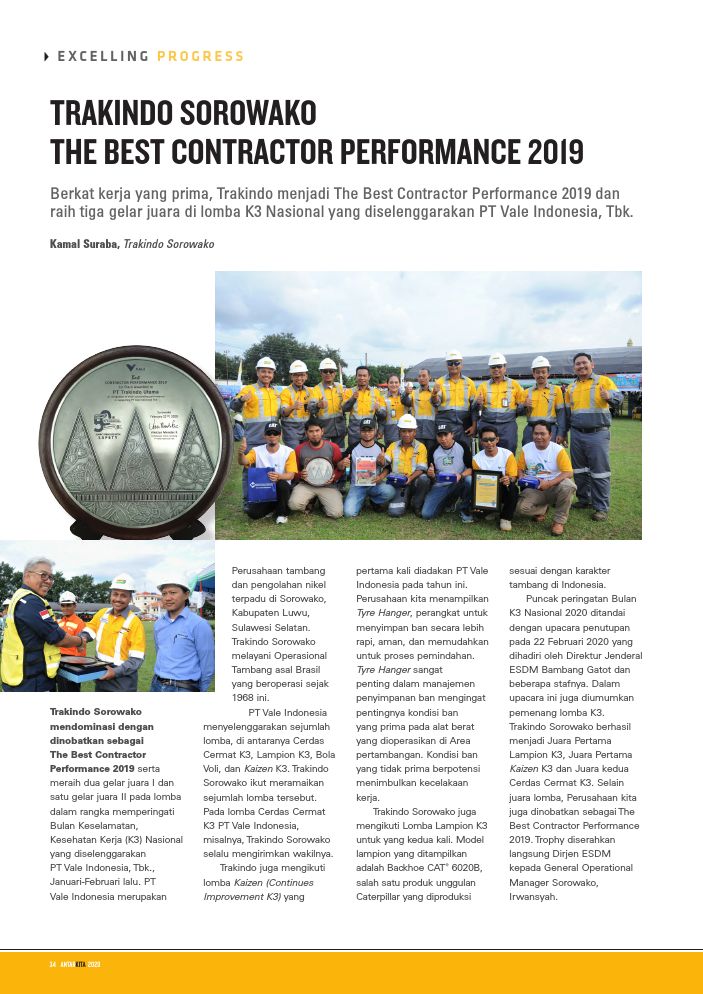 EXCELLING PROGRESS
TRAKINDO SOROWAKO
THE BEST CONTRACTOR PERFORMANCE 2019
Berkat kerja yang prima, Trakindo menjadi The Best Contractor Performance 2019 dan
raih tiga gelar juara di lomba K3 Nasional yang diselenggarakan PT Vale Indonesia, Tbk.
Kamal Suraba, Trakindo Sorowako
VALE
Best
CONTRACTOR PERFORMANCE 2019
PT Trakindo Utama
Sorowako
February 22nd, 2020
SAFETY
CAT
Trakindo Sorowako
mendominasi dengan
dinobatkan sebagai
The Best Contractor
Performance 2019 serta
meraih dua gelar juara I dan
satu gelar juara II pada lomba
dalam rangka memperingati
Bulan Keselamatan,
Kesehatan Kerja (K3) Nasional
yang diselenggarakan
PT Vale Indonesia, Tbk.,
Januari-Februari lalu. PT
Vale Indonesia merupakan
Perusahaan tambang
dan pengolahan nikel
terpadu di Sorowako,
Kabupaten Luwu,
Sulawesi Selatan.
Trakindo Sorowako
melayani Operasional
Tambang asal Brasil
yang beroperasi sejak
1968 ini.
PT Vale Indonesia
menyelenggarakan sejumlah
lomba, di antaranya Cerdas
Cermat K3, Lampion K3, Bola
Voli, dan Kaizen K3. Trakindo
Sorowako ikut meramaikan
sejumlah lomba tersebut.
Pada lomba Cerdas Cermat
K3 PT Vale Indonesia,
misalnya, Trakindo Sorowako
selalu mengirimkan wakilnya.
Trakindo juga mengikuti
lomba Kaizen (Continues
Improvement K3) yang
pertama kali diadakan PT Vale
Indonesia pada tahun ini.
Perusahaan kita menampilkan
Tyre Hanger, perangkat untuk
menyimpan ban secara lebih
rapi, aman, dan memudahkan
untuk proses pemindahan.
Tyre Hanger sangat
penting dalam manajemen
penyimpanan ban mengingat
pentingnya kondisi ban
yang prima pada alat berat
yang dioperasikan di Area
pertambangan. Kondisi ban
yang tidak prima berpotensi
menimbulkan kecelakaan
kerja.
Trakindo Sorowako juga
mengikuti Lomba Lampion K3
untuk yang kedua kali. Model
lampion yang ditampilkan
adalah Backhoe CAT® 6020B,
salah satu produk unggulan
Caterpillar yang diproduksi
sesuai dengan karakter
tambang di Indonesia.
Puncak peringatan Bulan
K3 Nasional 2020 ditandai
dengan upacara penutupan
pada 22 Februari 2020 yang
dihadiri oleh Direktur Jenderal
ESDM Bambang Gatot dan
beberapa stafnya. Dalam
upacara ini juga diumumkan
pemenang lomba K3.
Trakindo Sorowako berhasil
menjadi Juara Pertama
Lampion K3, Juara Pertama
Kaizen K3 dan Juara kedua
Cerdas Cermat K3. Selain
juara lomba, Perusahaan kita
juga dinobatkan sebagai The
Best Contractor Performance
2019. Trophy diserahkan
langsung Dirjen ESDM
kepada General Operational
Manager Sorowako,
Irwansyah.
14 ANTARKITA 2020